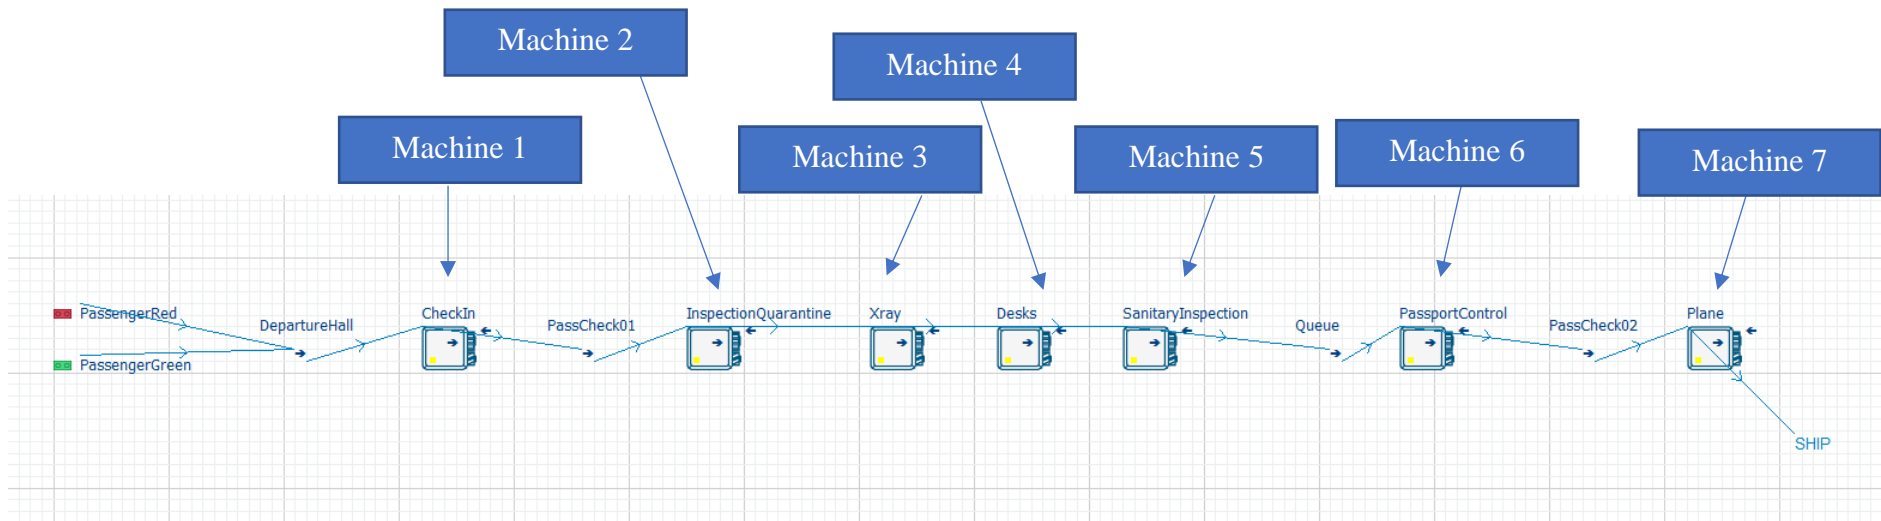 Machine 1
Machine 2
Machine 3
Machine 4
Machine 5
Machine 6
Machine 7
PassengerRed
PassengerGreen
DepartureHall
CheckIn
PassCheck01
InspectionQuarantine
Xray
Desks
SanitaryInspection
Queue
PassportControl
PassCheck02
Plane
SHIP